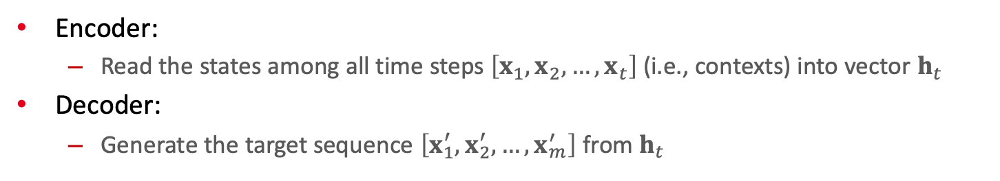 • Encoder:
– Read the states among all time steps [𝐱₁, 𝐱₂, …, 𝐱ₜ] (i.e., contexts) into vector 𝐡ₜ
• Decoder:
– Generate the target sequence [𝐱′₁, 𝐱′₂, …, 𝐱′ₘ] from 𝐡ₜ